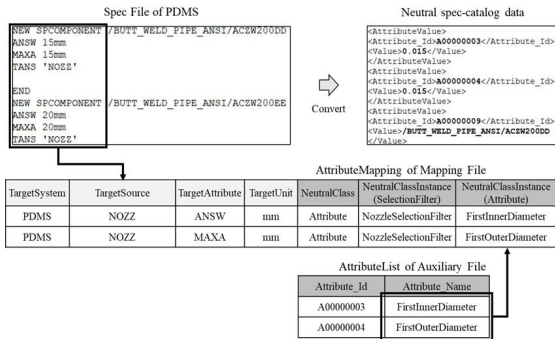 Spec File of PDMS
NEW SPCOMPONENT /BUTT_WELD_PIPE_ANSI/ACZW200DD
ANSW 15mm
MAXA 15mm
TANS 'NOZZ'
END
NEW SPCOMPONENT /BUTT_WELD_PIPE_ANSI/ACZW200EE
ANSW 20mm
MAXA 20mm
TANS 'NOZZ'
Convert
Neutral spec-catalog data
<AttributeValue>
<Attribute_Id>A00000003</Attribute_Id>
<Value>0.015</Value>
</AttributeValue>
<AttributeValue>
<Attribute_Id>A00000004</Attribute_Id>
<Value>0.015</Value>
</AttributeValue>
<AttributeValue>
<Attribute_Id>A00000009</Attribute_Id>
<Value>/BUTT_WELD_PIPE_ANSI/ACZW200DD
</Value>
AttributeMapping of Mapping File
TargetSystem TargetSource TargetAttribute TargetUnit NeutralClass NeutralClassInstance (SelectionFilter) NeutralClassInstance (Attribute)
PDMS NOZZ ANSW mm Attribute NozzleSelectionFilter FirstInnerDiameter
PDMS NOZZ MAXA mm Attribute NozzleSelectionFilter FirstOuterDiameter
AttributeList of Auxiliary File
Attribute_Id Attribute_Name
A00000003 FirstInnerDiameter
A00000004 FirstOuterDiameter